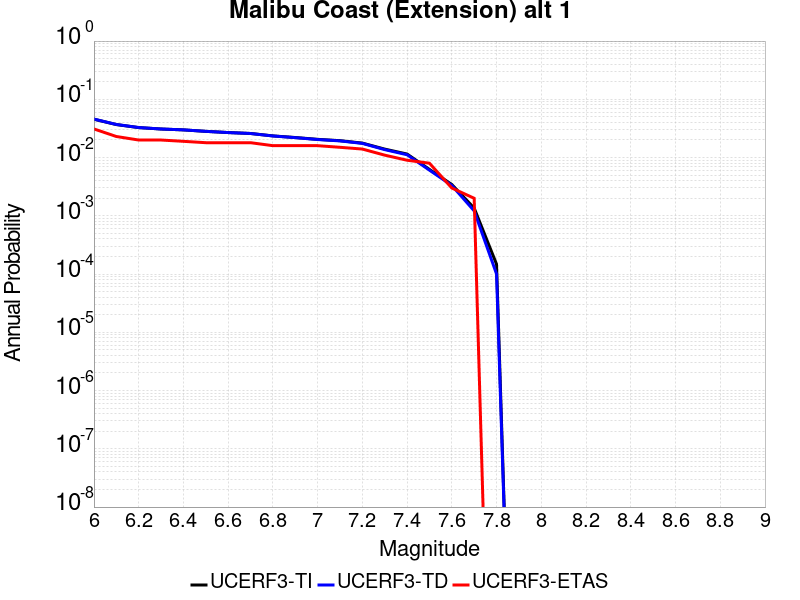 Malibu Coast (Extension) alt 1
10^0
10^-1
10^-2
10^-3
10^-4
10^-5
10^-6
10^-7
10^-8
Annual Probability
6 6.2 6.4 6.6 6.8 7 7.2 7.4 7.6 7.8 8 8.2 8.4 8.6 8.8 9
Magnitude
UCERF3-TI UCERF3-TD UCERF3-ETAS